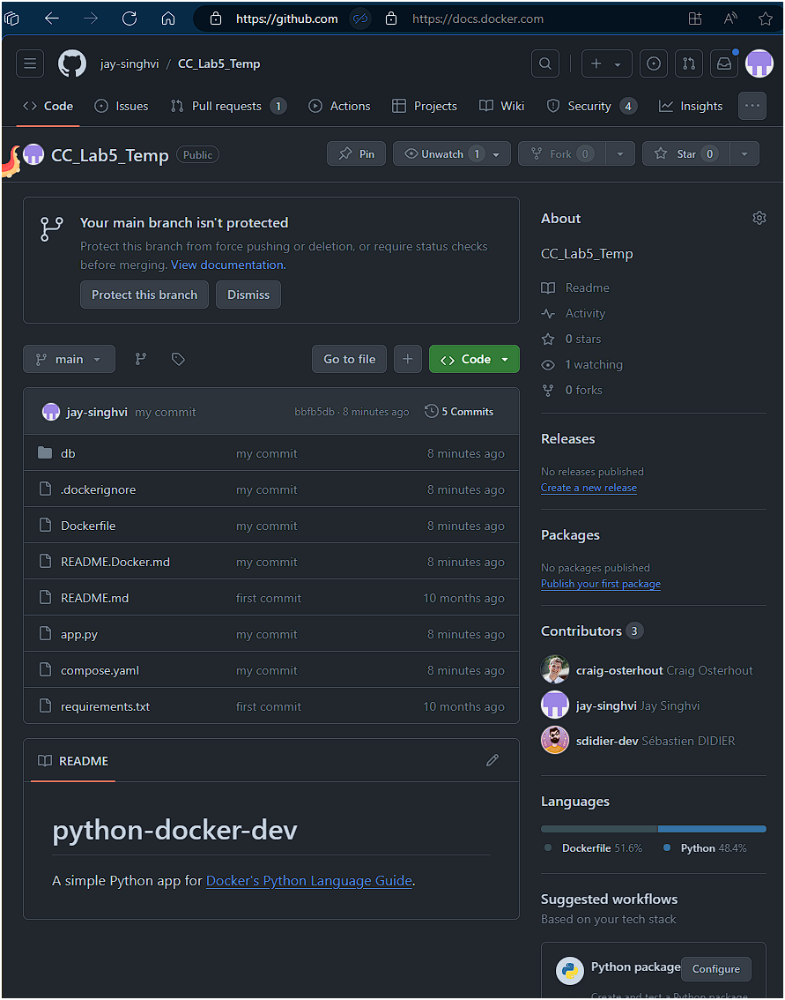 https://github.com https://docs.docker.com
jay-singhvi / CC_Lab5_Temp
Code Issues Pull requests 1 Actions Projects Wiki Security 4 Insights
CC_Lab5_Temp Public Pin Unwatch 1 Fork 0 Star 0
Your main branch isn't protected
Protect this branch from force pushing or deletion, or require status checks
before merging. View documentation.
Protect this branch Dismiss
main Go to file Code
jay-singhvi my commit bbfb5db · 8 minutes ago 5 Commits
db my commit 8 minutes ago
.dockerignore my commit 8 minutes ago
Dockerfile my commit 8 minutes ago
README.Docker.md my commit 8 minutes ago
README.md first commit 10 months ago
app.py my commit 8 minutes ago
compose.yaml my commit 8 minutes ago
requirements.txt first commit 10 months ago
README
python-docker-dev
A simple Python app for Docker's Python Language Guide.
About
CC_Lab5_Temp
Readme
Activity
0 stars
1 watching
0 forks
Releases
No releases published
Create a new release
Packages
No packages published
Publish your first package
Contributors 3
craig-osterhout Craig Osterhout
jay-singhvi Jay Singhvi
sdidier-dev Sébastien DIDIER
Languages
Dockerfile 51.6% Python 48.4%
Suggested workflows
Based on your tech stack
Python package Configure
Create and test a Python package